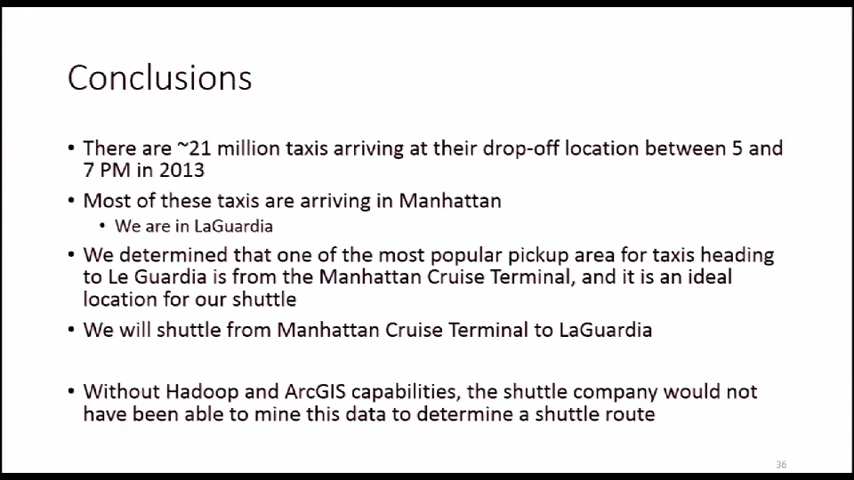 Conclusions
• There are ~21 million taxis arriving at their drop-off location between 5 and
7 PM in 2013
• Most of these taxis are arriving in Manhattan
• We are in LaGuardia
• We determined that one of the most popular pickup area for taxis heading
to Le Guardia is from the Manhattan Cruise Terminal, and it is an ideal
location for our shuttle
• We will shuttle from Manhattan Cruise Terminal to LaGuardia
• Without Hadoop and ArcGIS capabilities, the shuttle company would not
have been able to mine this data to determine a shuttle route
36